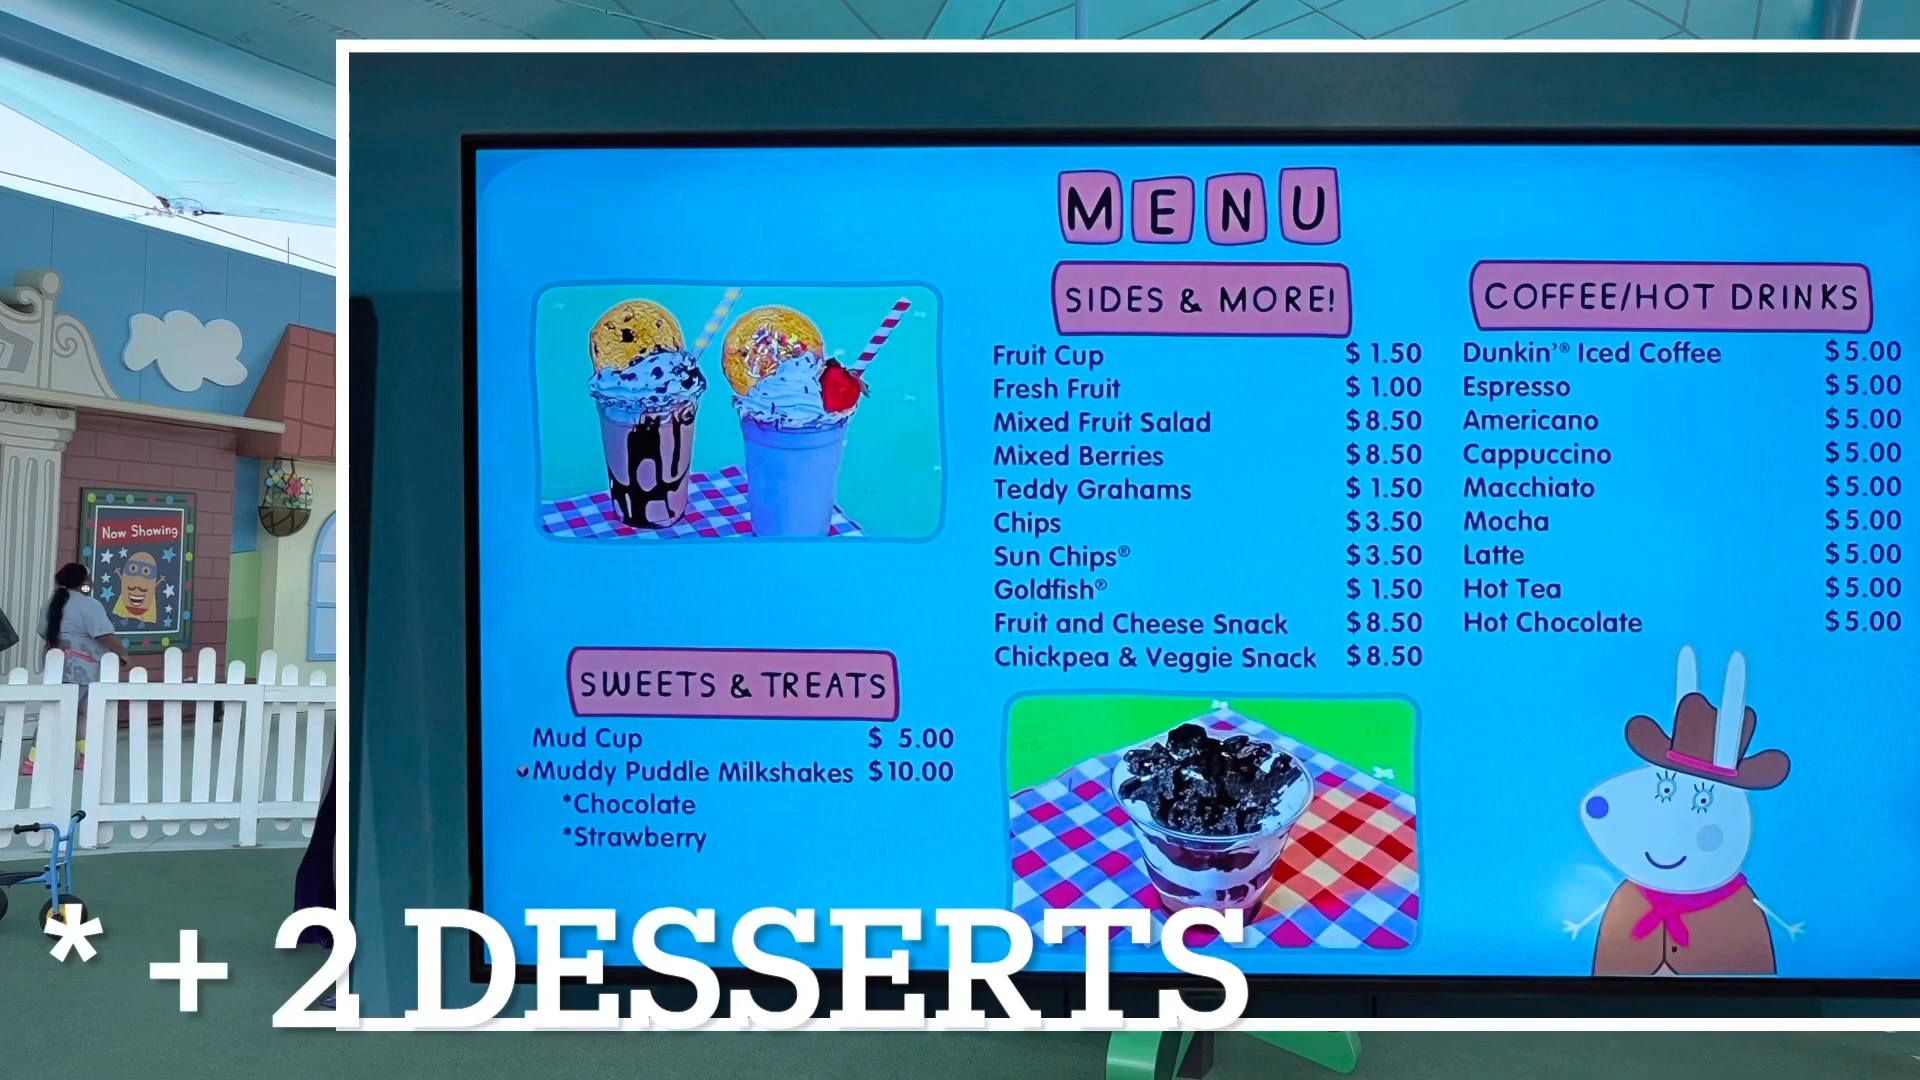 MENU
SIDES & MORE!
Fruit Cup $ 1.50
Fresh Fruit $ 1.00
Mixed Fruit Salad $8.50
Mixed Berries $8.50
Teddy Grahams $ 1.50
Chips $3.50
Sun Chips® $3.50
Goldfish® $ 1.50
Fruit and Cheese Snack $8.50
Chickpea & Veggie Snack $8.50
COFFEE/HOT DRINKS
Dunkin'® Iced Coffee $5.00
Espresso $5.00
Americano $5.00
Cappuccino $5.00
Macchiato $5.00
Mocha $5.00
Latte $5.00
Hot Tea $5.00
Hot Chocolate $5.00
SWEETS & TREATS
Mud Cup $ 5.00
Muddy Puddle Milkshakes $10.00
*Chocolate
*Strawberry
Now Showing
* + 2 DESSERTS